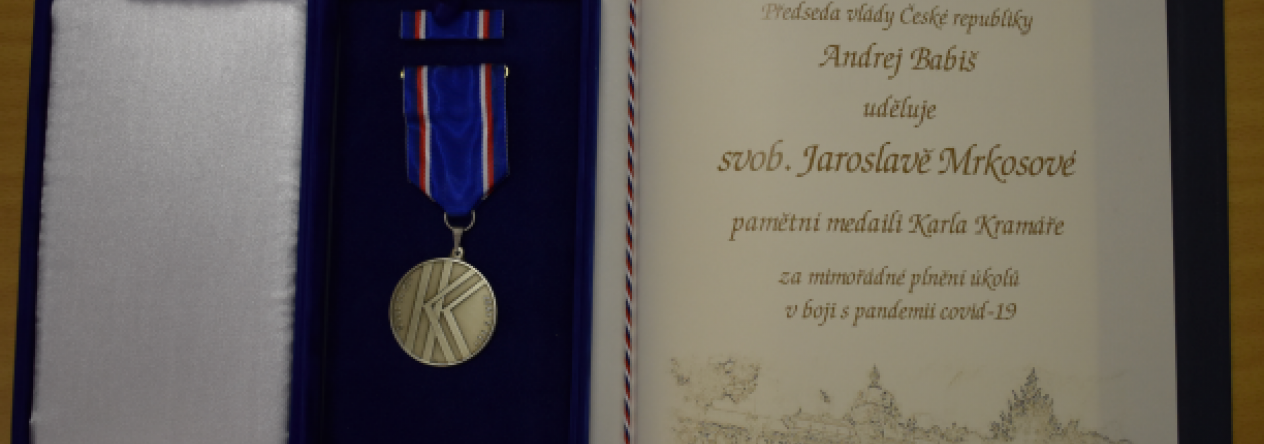 Předseda vlády České republiky
Andrej Babiš
uděluje
svob. Jaroslavě Mrkosové
pamětní medaili Karla Kramáře
za mimořádné plnění úkolů
v boji s pandemií covid-19